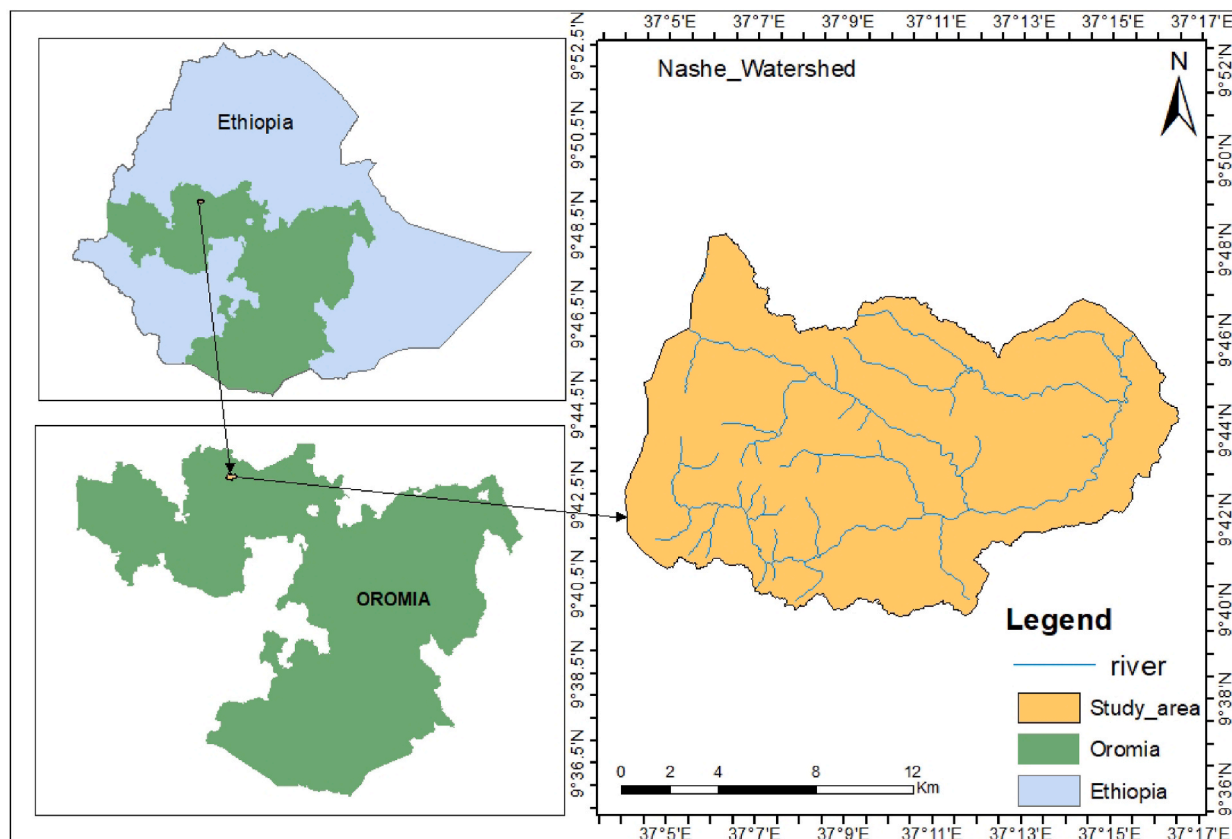 37°5'E 37°7'E 37°9'E 37°11'E 37°13'E 37°15'E 37°17'E
Ethiopia
OROMIA
9°52.5'N
9°50.5'N
9°48.5'N
9°46.5'N
9°44.5'N
9°42.5'N
9°40.5'N
9°38.5'N
9°36.5'N
Nashe_Watershed
N
Legend
river
Study_area
Oromia
Ethiopia
0 2 4 8 12
Km
9°52'N
9°50'N
9°48'N
9°46'N
9°44'N
9°42'N
9°40'N
9°38'N
9°36'N
37°5'E 37°7'E 37°9'E 37°11'E 37°13'E 37°15'E 37°17'E